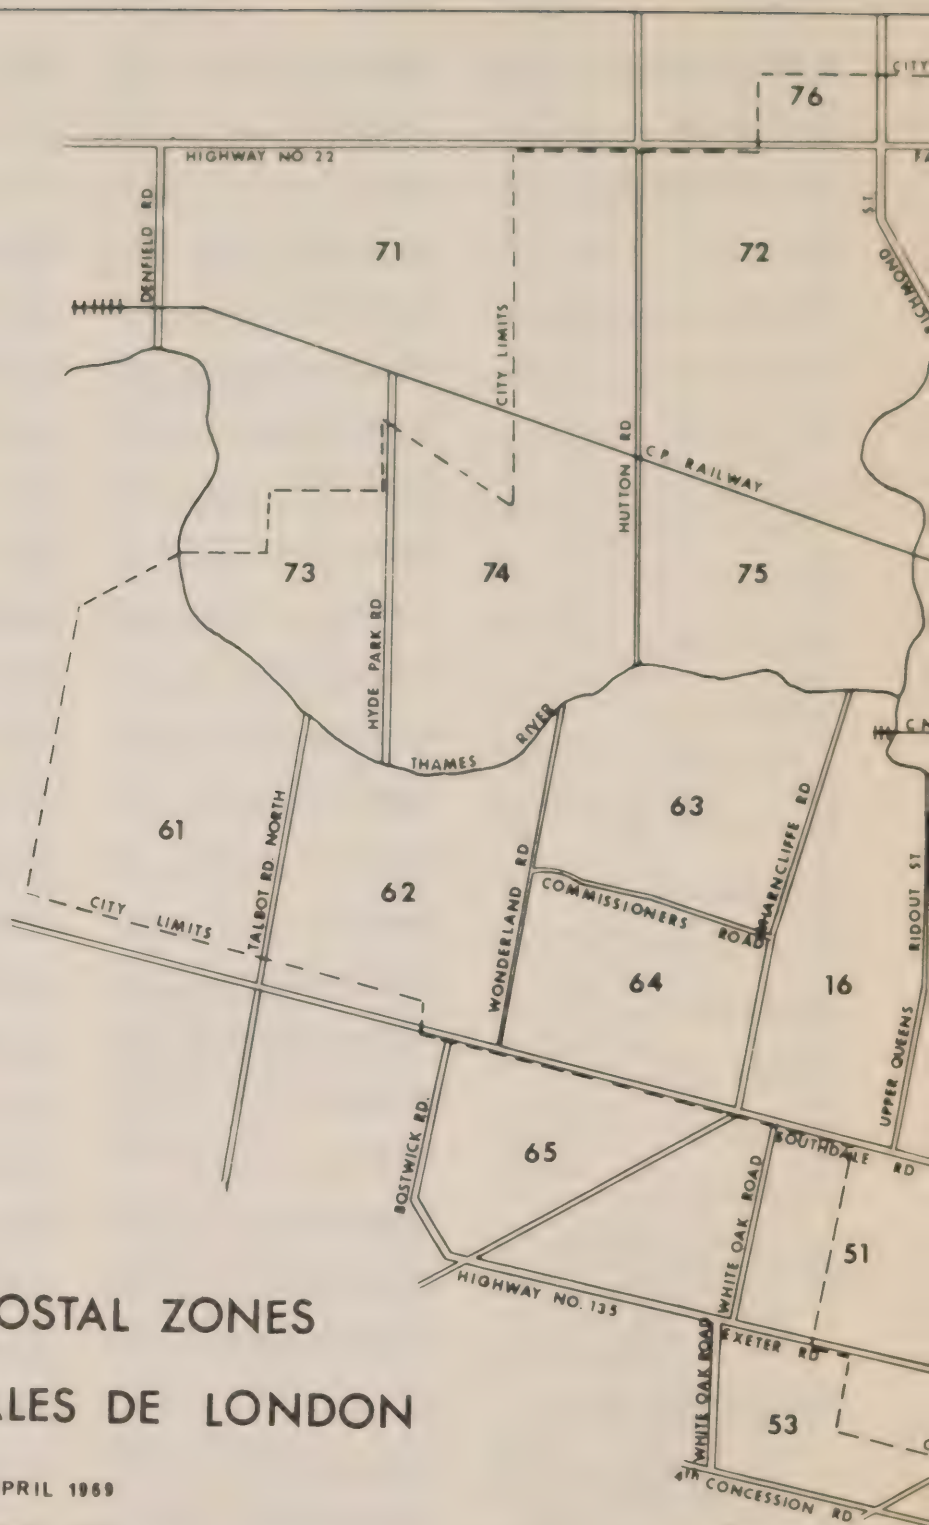 CITY
76
HIGHWAY NO 22
FA
DENFIELD RD
71
72
ST
RICHMOND
CITY LIMITS
HUTTON RD
C P RAILWAY
73
74
75
HYDE PARK RD
THAMES RIVER
C N
61
TALBOT RD. NORTH
62
63
WHARNCLIFFE RD
WONDERLAND RD
COMMISSIONERS ROAD
RIDOUT ST
CITY LIMITS
64
16
UPPER QUEENS
BOSTWICK RD.
65
SOUTHDALE RD
WHITE OAK ROAD
51
HIGHWAY NO. 135
EXETER RD
WHITE OAK ROAD
53
4TH CONCESSION RD
OSTAL ZONES
LES DE LONDON
PRIL 1969